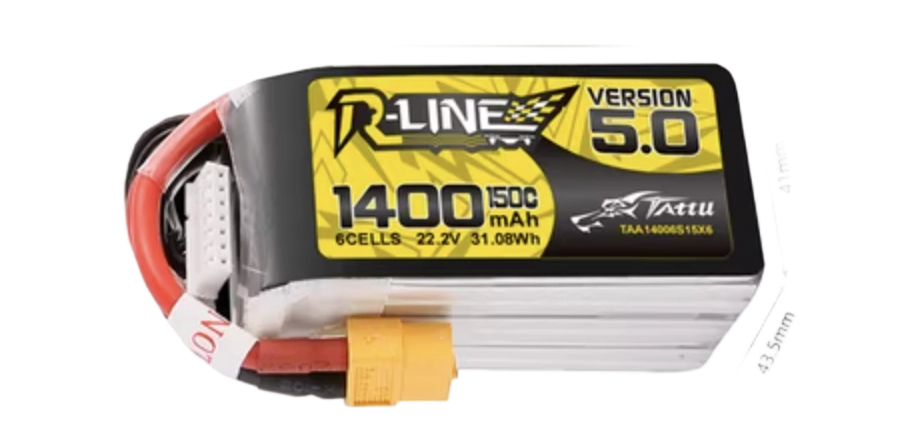 R-LINE
VERSION
5.0
1400 150C
mAh
6CELLS 22.2V 31.08Wh
TATTU
TAA14006S15X6
41mm
43.5mm